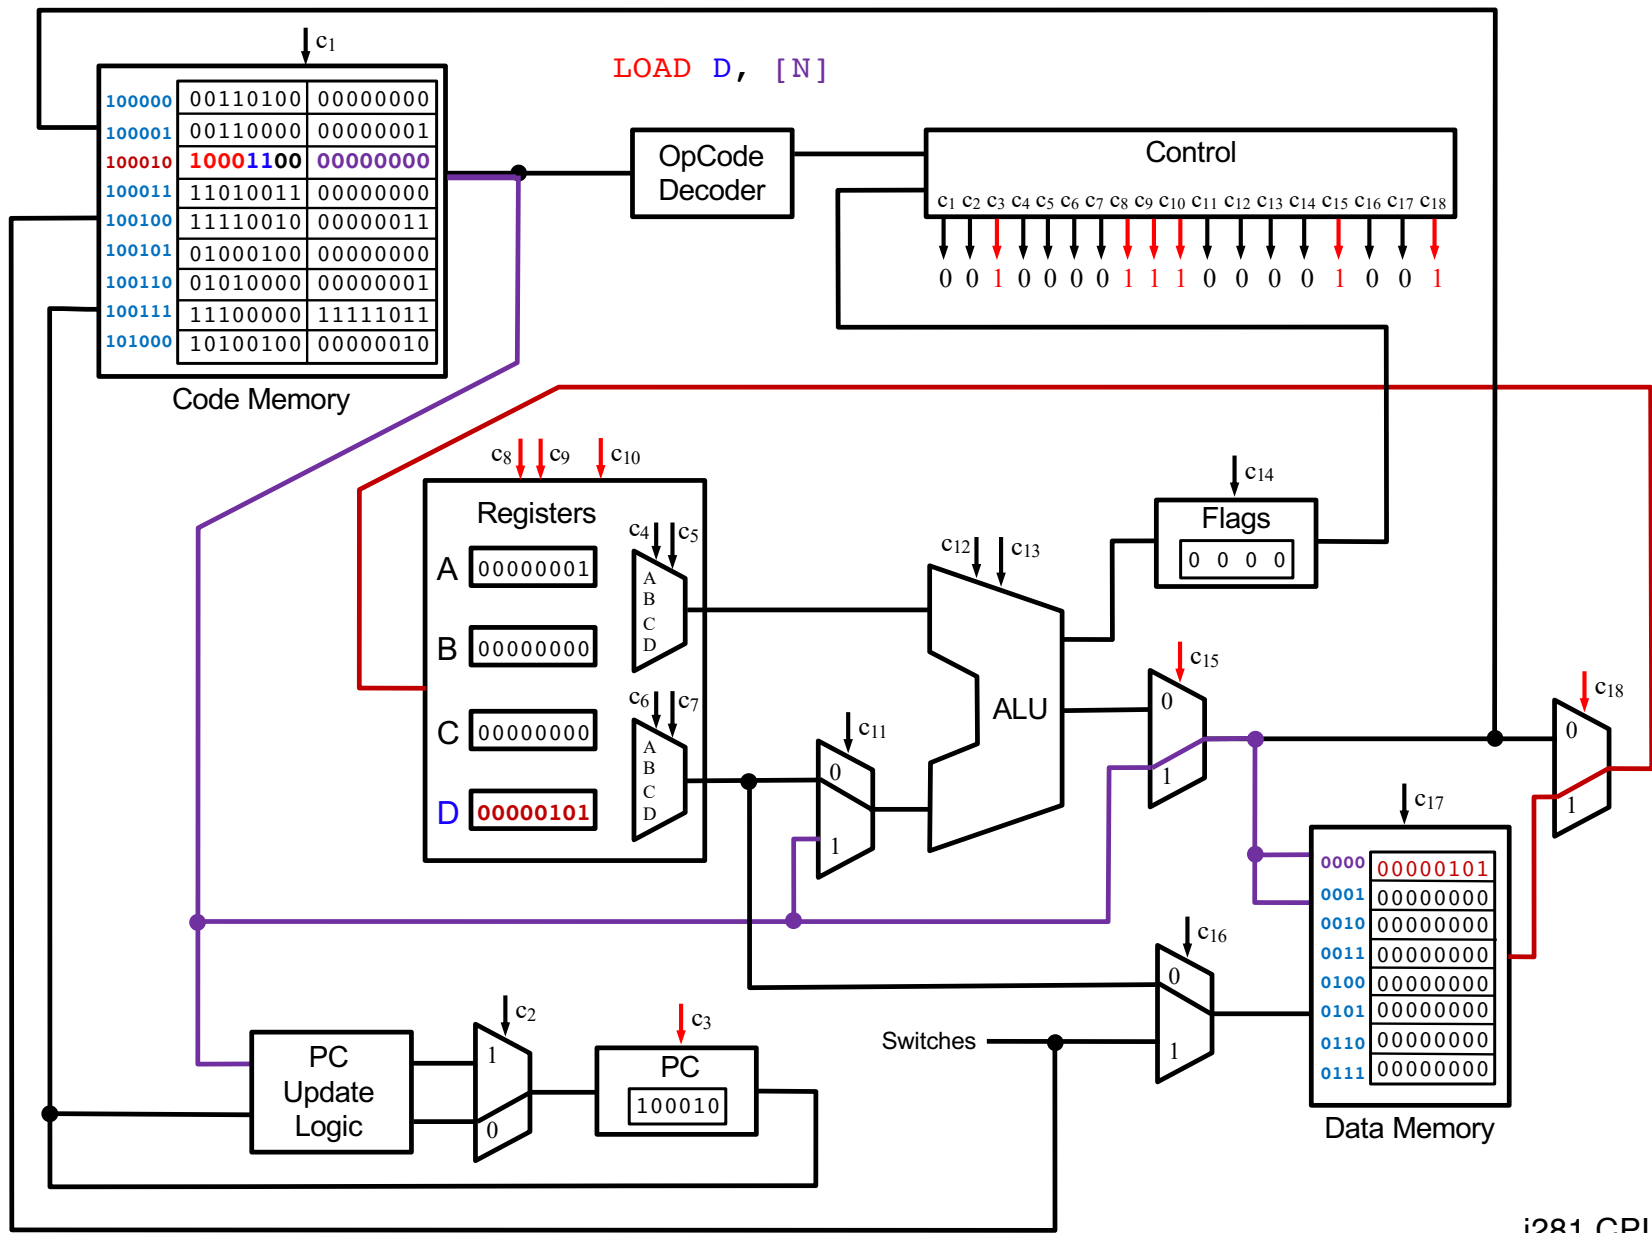 c1
LOAD D, [N]
100000 00110100 00000000
100001 00110000 00000001
100010 10001100 00000000
100011 11010011 00000000
100100 11110010 00000011
100101 01000100 00000000
100110 01010000 00000001
100111 11100000 11111011
101000 10100100 00000010
Code Memory
OpCode
Decoder
Control
c1 c2 c3 c4 c5 c6 c7 c8 c9 c10 c11 c12 c13 c14 c15 c16 c17 c18
0 0 1 0 0 0 0 1 1 1 0 0 0 0 1 0 0 1
c8 c9 c10
Registers
A 00000001
B 00000000
C 00000000
D 00000101
c4 c5
A
B
C
D
c6 c7
A
B
C
D
c11
0
1
c12 c13
ALU
c14
Flags
0 0 0 0
c15
0
1
c18
0
1
c17
0000 00000101
0001 00000000
0010 00000000
0011 00000000
0100 00000000
0101 00000000
0110 00000000
0111 00000000
Data Memory
c16
0
1
Switches
PC
Update
Logic
c2
1
0
c3
PC
100010
i281 CPU